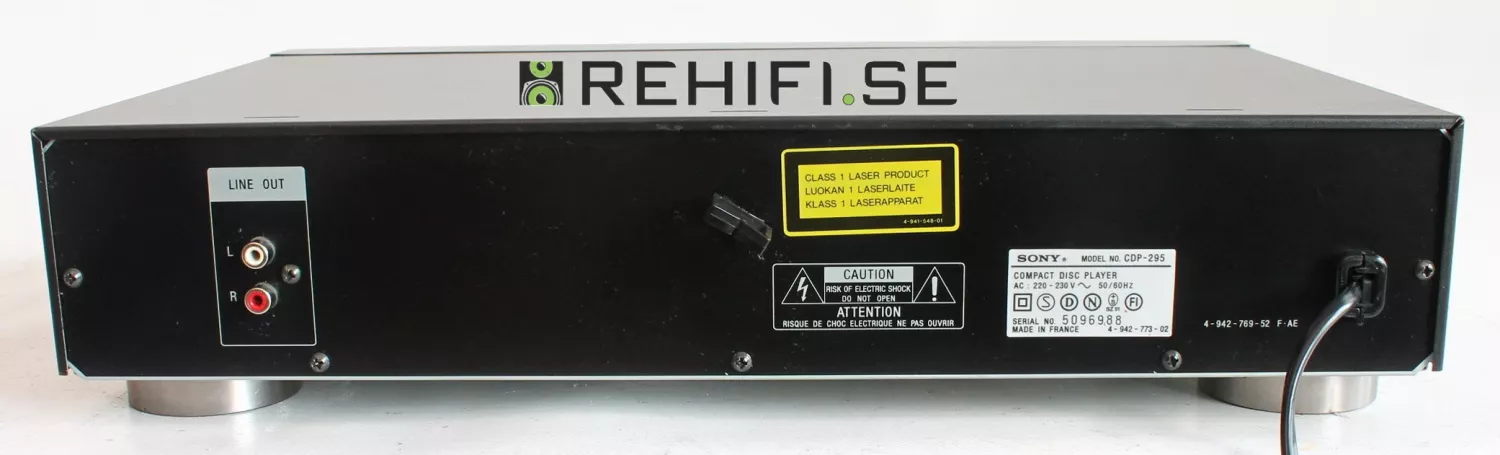 REHIFI.SE
LINE OUT
L
R
CLASS 1 LASER PRODUCT
LUOKAN 1 LASERLAITE
KLASS 1 LASERAPPARAT
4-941-548-01
CAUTION
RISK OF ELECTRIC SHOCK
DO NOT OPEN
ATTENTION
RISQUE DE CHOC ELECTRIQUE NE PAS OUVRIR
SONY® MODEL NO. CDP-295
COMPACT DISC PLAYER
AC : 220 - 230 V ~ 50/60HZ
S D N FI
SERIAL NO. 5096988
MADE IN FRANCE 4-942-773-02
4-942-769-52 F·AE